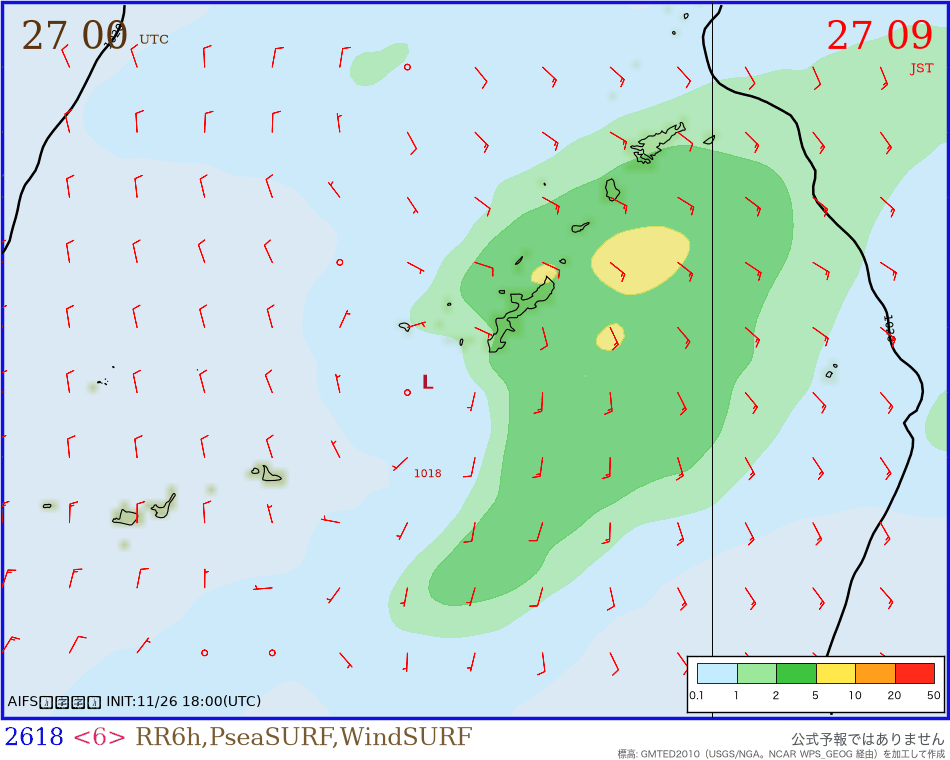 27 00 UTC
27 09
JST
1020
1020
L
1018
AIFS INIT:11/26 18:00(UTC)
0.1 1 2 5 10 20 50
2618 <6> RR6h,PseaSURF,WindSURF
公式予報ではありません
標高: GMTED2010（USGS/NGA。NCAR WPS_GEOG 経由）を加工して作成